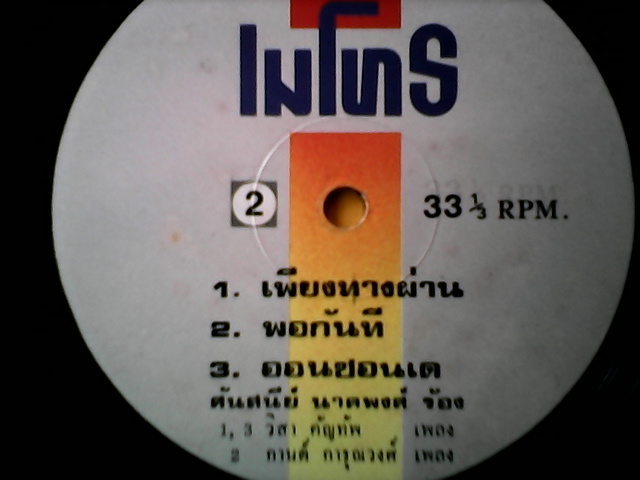 ไมโทร
2
33 ⅓ RPM.
1. เพียงทางผ่าน
2. พอกันที
3. ออนซอนเด
ศันสนีย์ นาคพงศ์ ร้อง
1, 3 วิสา คัญทัพ เพลง
2 กานต์ การุณวงศ์ เพลง